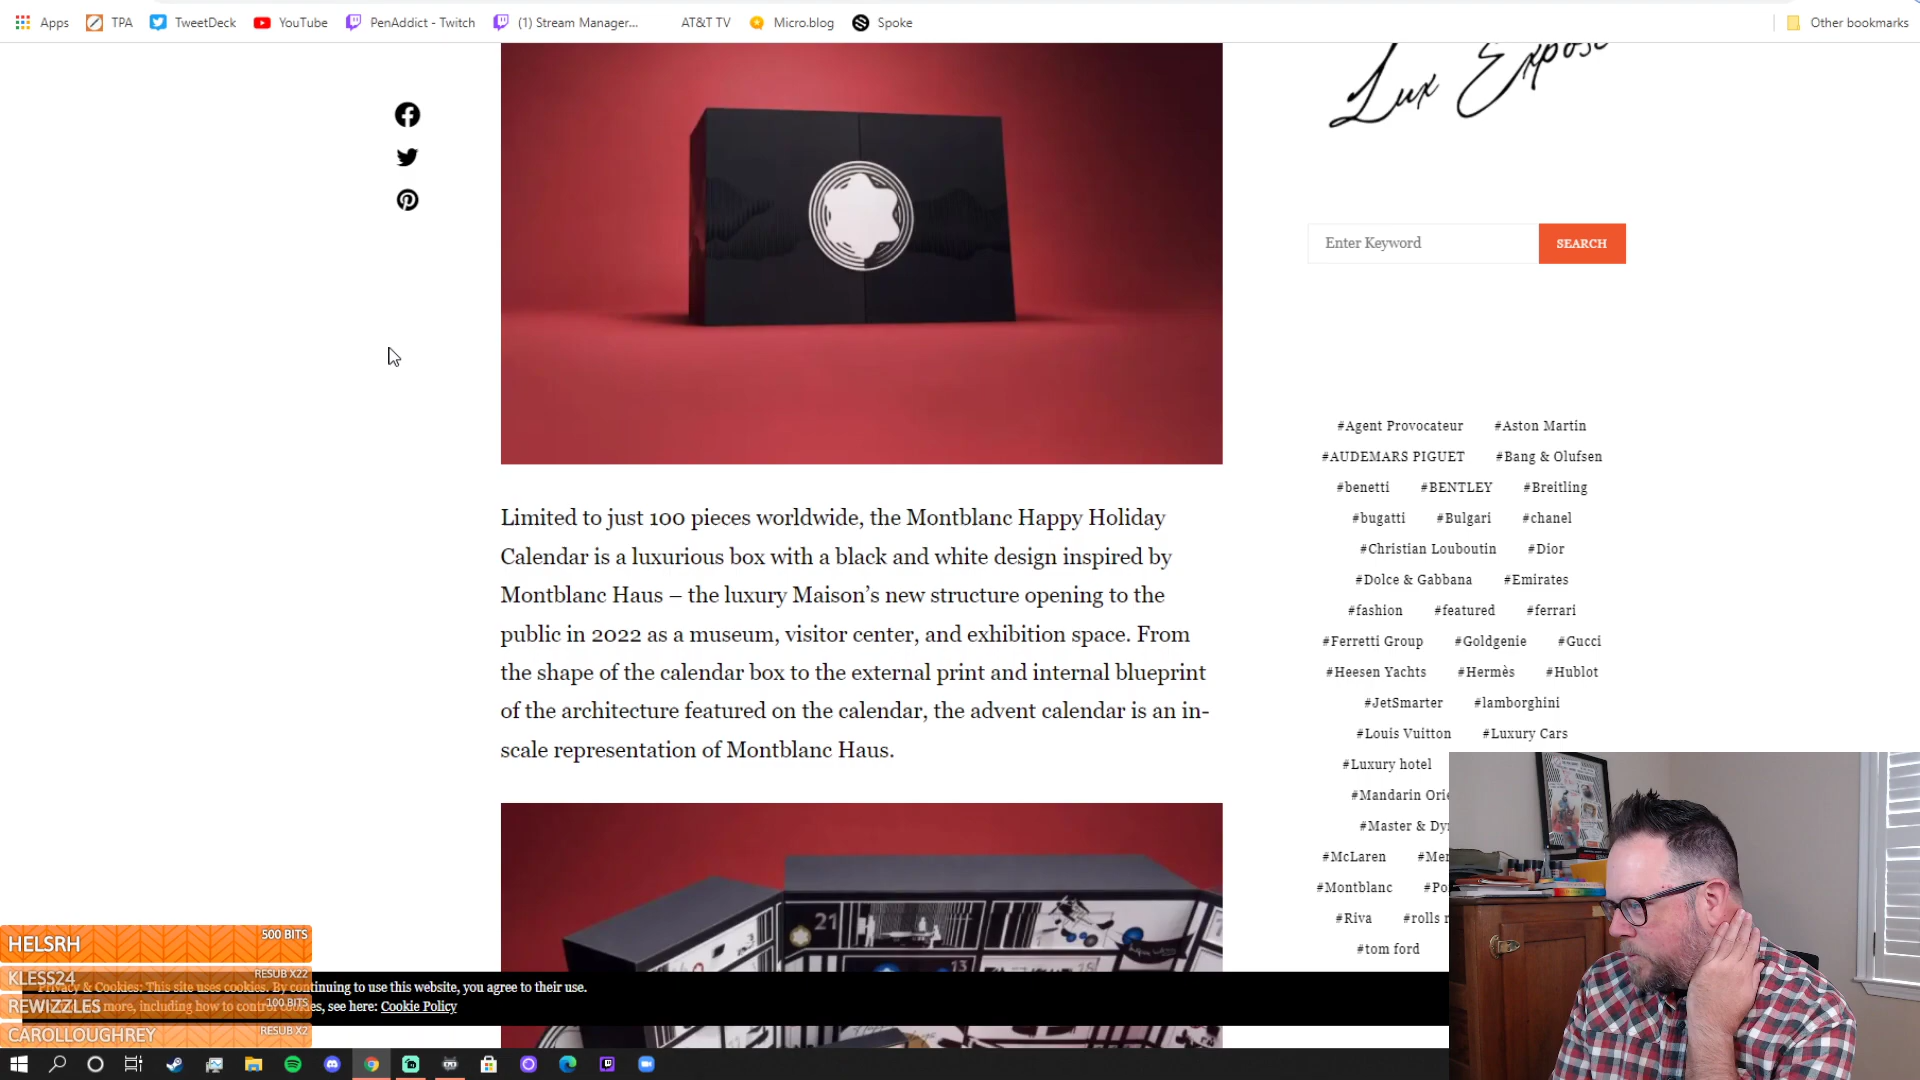 Apps TPA TweetDeck YouTube PenAddict - Twitch (1) Stream Manager... AT&T TV Micro.blog Spoke Other bookmarks
Lux Expose
Enter Keyword SEARCH
#Agent Provocateur #Aston Martin
#AUDEMARS PIGUET #Bang & Olufsen
#benetti #BENTLEY #Breitling
#bugatti #Bulgari #chanel
#Christian Louboutin #Dior
#Dolce & Gabbana #Emirates
#fashion #featured #ferrari
#Ferretti Group #Goldgenie #Gucci
#Heesen Yachts #Hermès #Hublot
#JetSmarter #lamborghini
#Louis Vuitton #Luxury Cars
#Luxury hotel
#Mandarin Orie
#Master & Dy
#McLaren #Mer
#Montblanc #Po
#Riva #rolls r
#tom ford
Limited to just 100 pieces worldwide, the Montblanc Happy Holiday
Calendar is a luxurious box with a black and white design inspired by
Montblanc Haus – the luxury Maison’s new structure opening to the
public in 2022 as a museum, visitor center, and exhibition space. From
the shape of the calendar box to the external print and internal blueprint
of the architecture featured on the calendar, the advent calendar is an in-
scale representation of Montblanc Haus.
21
13
HELSRH 500 BITS
KLESS24 RESUB X22
REWIZZLES 100 BITS
CAROLLOUGHREY RESUB X2
Privacy & Cookies: This site uses cookies. By continuing to use this website, you agree to their use.
more, including how to control cookies, see here: Cookie Policy